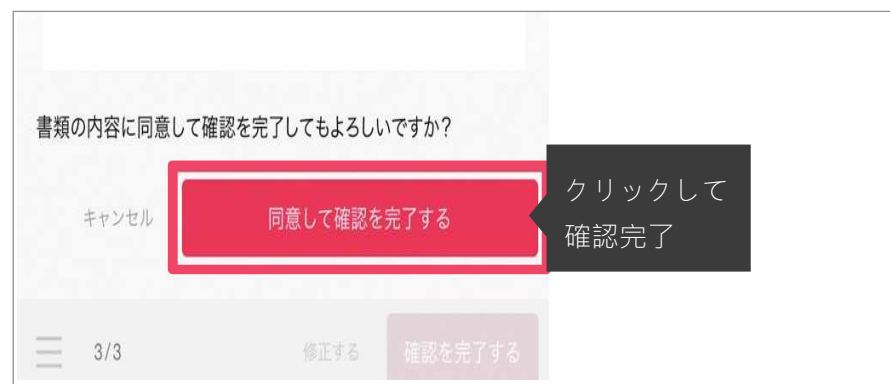 書類の内容に同意して確認を完了してもよろしいですか？
キャンセル
同意して確認を完了する
クリックして
確認完了
3/3
修正する
確認を完了する